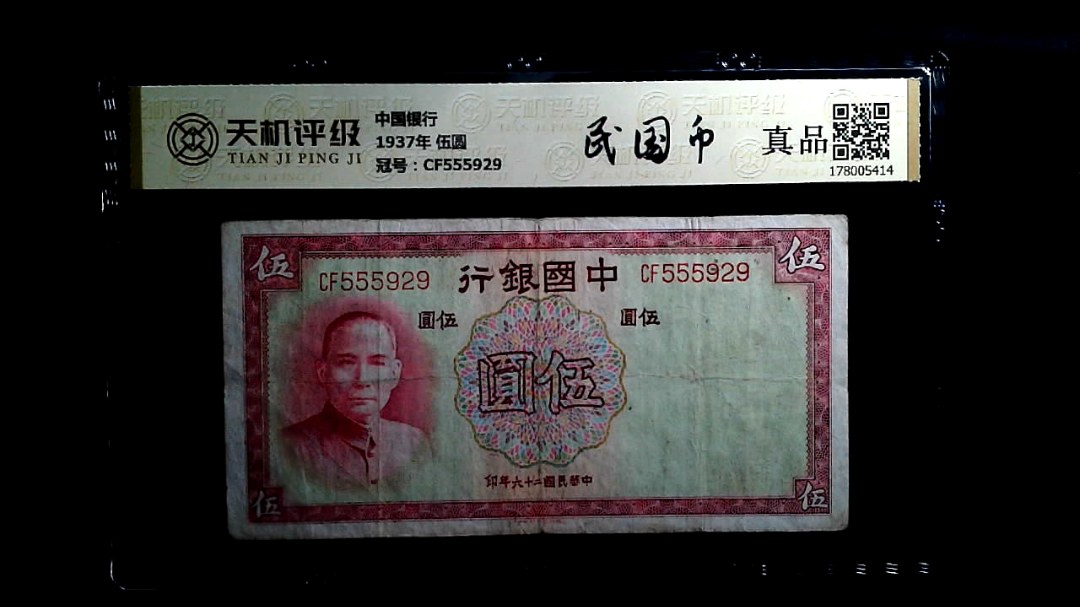 天机评级
TIAN JI PING JI
中国银行
1937年 伍圆
冠号：CF555929
民国币
真品
178005414
伍
伍
CF555929
行銀國中
CF555929
圓伍
圓伍
圓伍
印年六十二國民華中
伍
伍